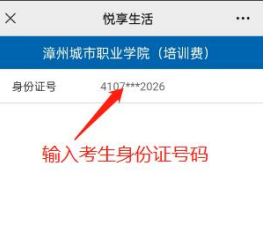 × 悦享生活 ···
漳州城市职业学院（培训费）
身份证号 4107***2026
输入考生身份证号码